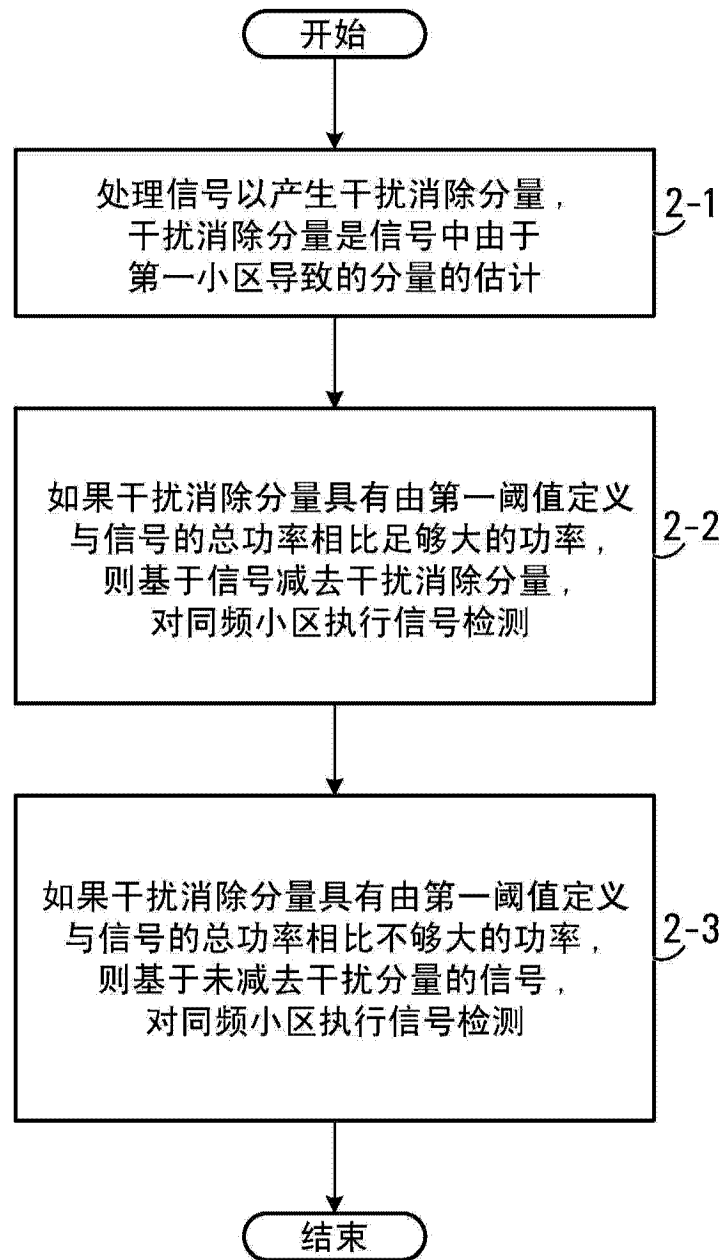 开始
处理信号以产生干扰消除分量，
干扰消除分量是信号中由于
第一小区导致的分量的估计
2-1
如果干扰消除分量具有由第一阈值定义
与信号的总功率相比足够大的功率，
则基于信号减去干扰消除分量，
对同频小区执行信号检测
2-2
如果干扰消除分量具有由第一阈值定义
与信号的总功率相比不够大的功率，
则基于未减去干扰分量的信号，
对同频小区执行信号检测
2-3
结束